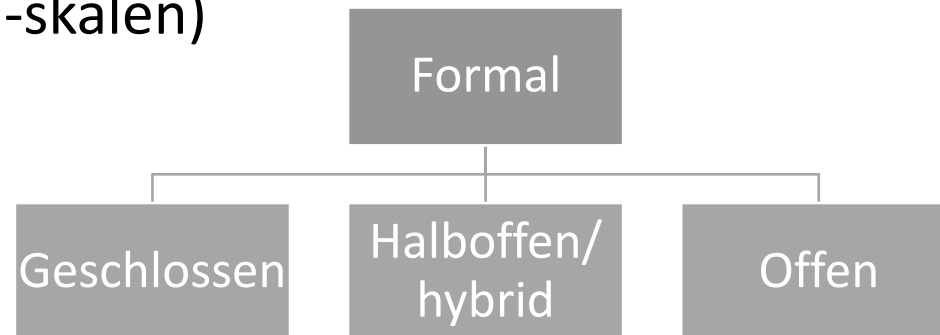 -skalen)
Formal
Geschlossen
Halboffen/
hybrid
Offen